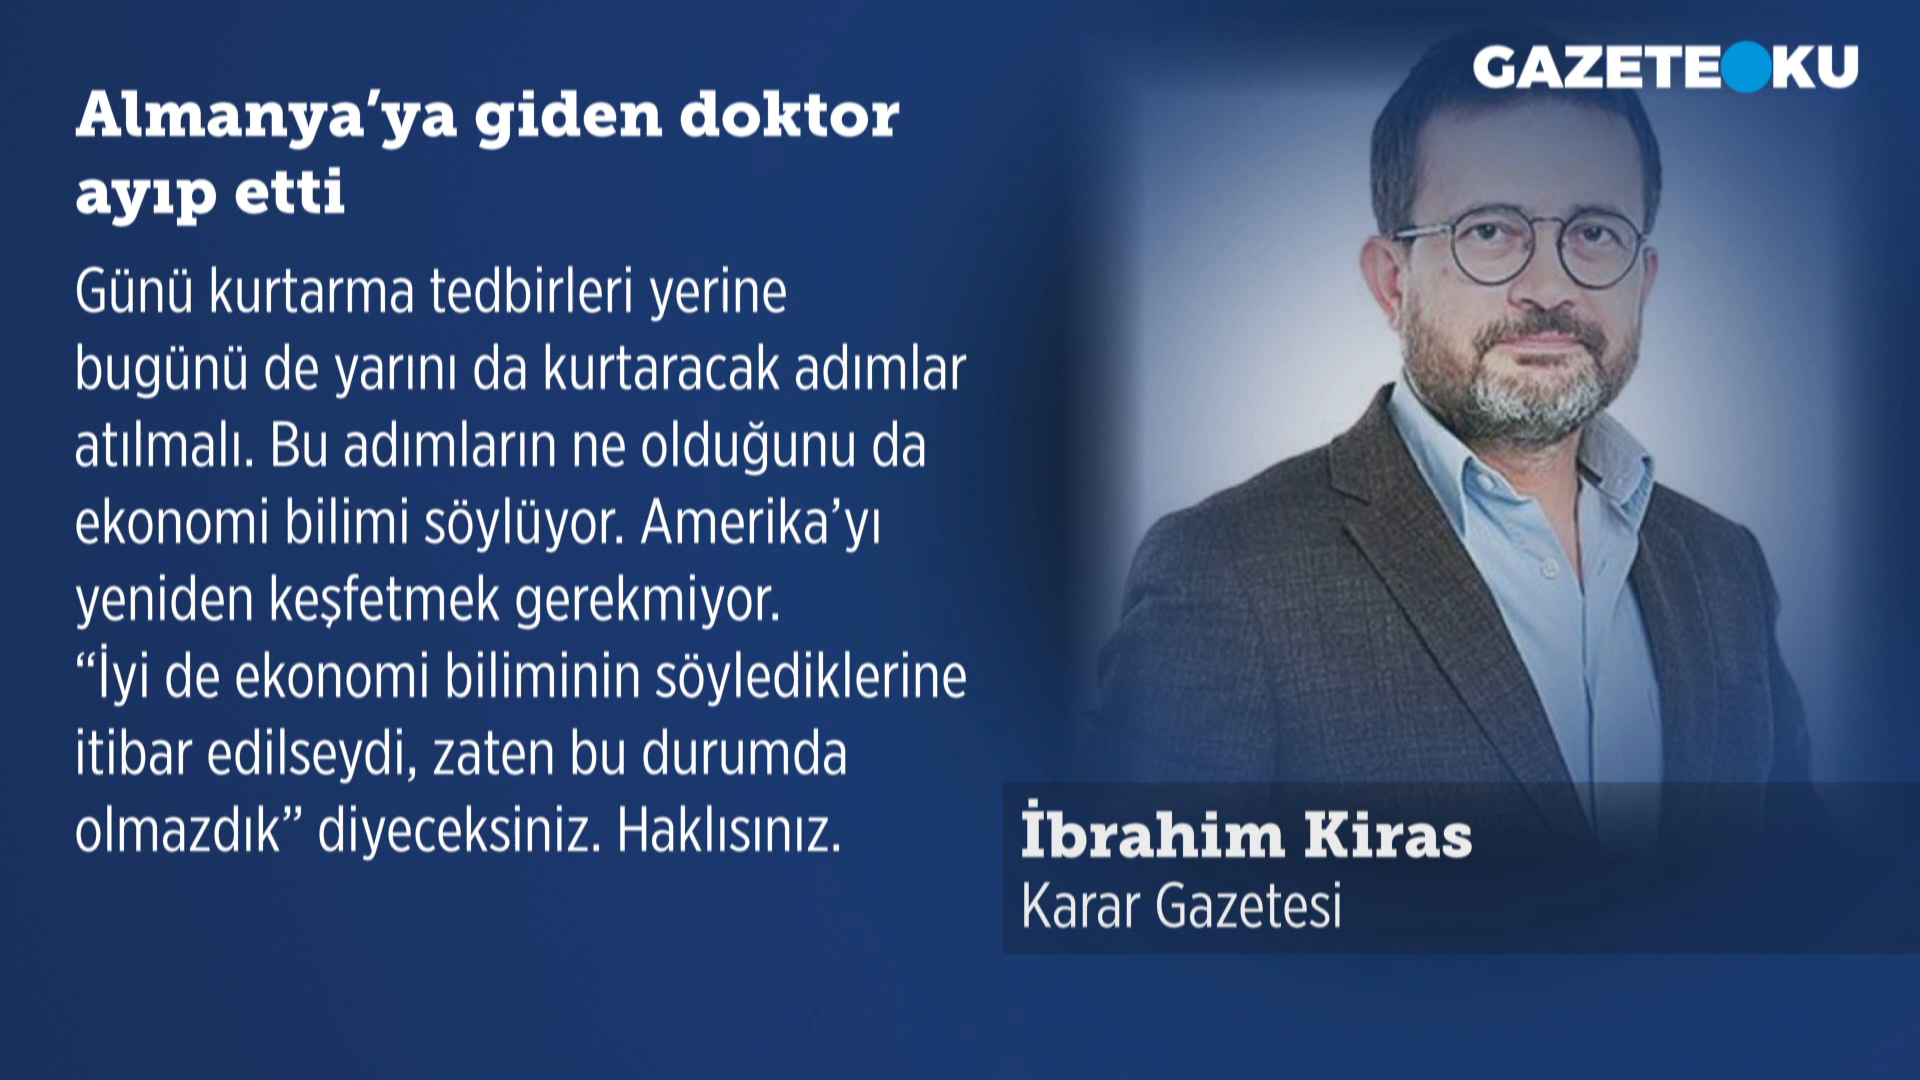 GAZETE OKU
Almanya’ya giden doktor
ayıp etti
Günü kurtarma tedbirleri yerine
bugünü de yarını da kurtaracak adımlar
atılmalı. Bu adımların ne olduğunu da
ekonomi bilimi söylüyor. Amerika’yı
yeniden keşfetmek gerekmiyor.
“İyi de ekonomi biliminin söylediklerine
itibar edilseydi, zaten bu durumda
olmazdık” diyeceksiniz. Haklısınız.
İbrahim Kiras
Karar Gazetesi